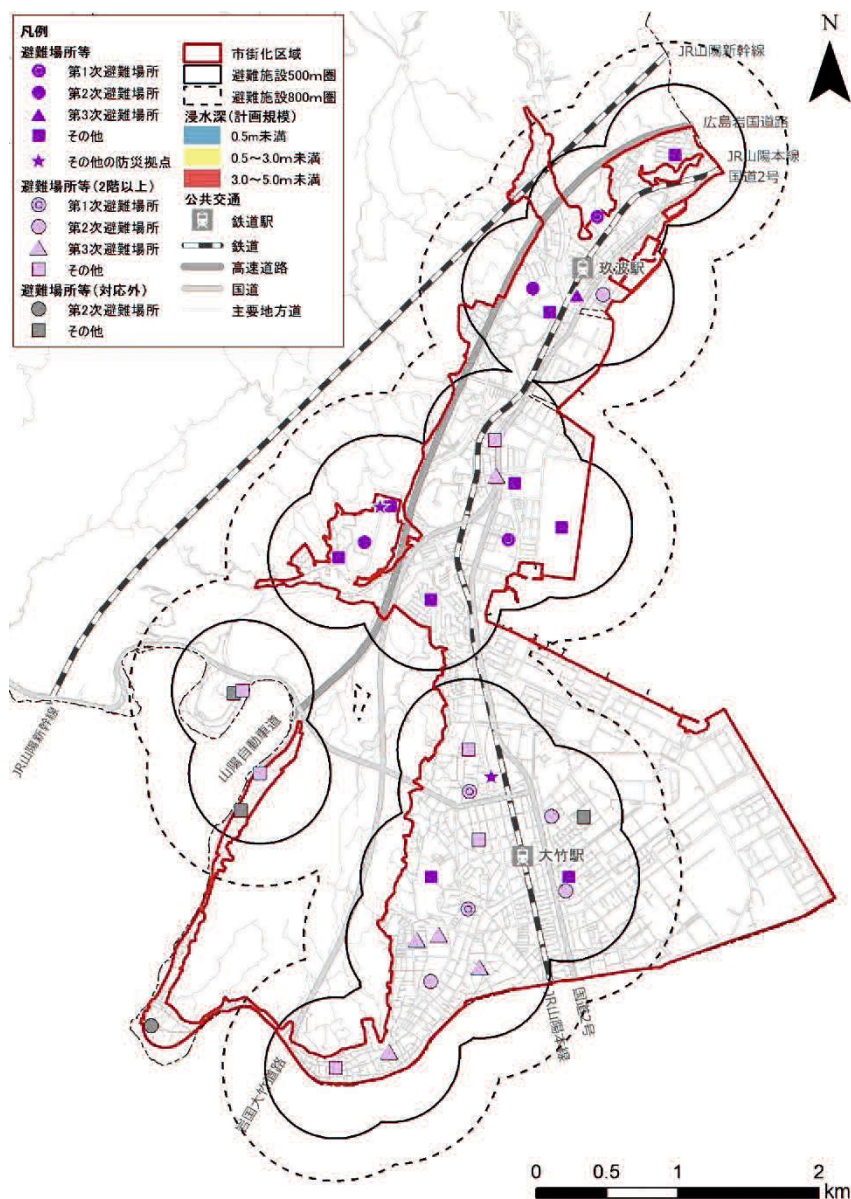 凡例
避難場所等
第1次避難場所
第2次避難場所
第3次避難場所
その他
その他の防災拠点
避難場所等(2階以上)
第1次避難場所
第2次避難場所
第3次避難場所
その他
避難場所等(対応外)
第2次避難場所
その他
市街化区域
避難施設500m圏
避難施設800m圏
浸水深(計画規模)
0.5m未満
0.5～3.0m未満
3.0～5.0m未満
公共交通
鉄道駅
鉄道
高速道路
国道
主要地方道
N
JR山陽新幹線
広島岩国道路
JR山陽本線
国道2号
玖波駅
JR山陽新幹線
山陽自動車道
大竹駅
岩国大竹道路
JR山陽本線
国道2号
0 0.5 1 2
km